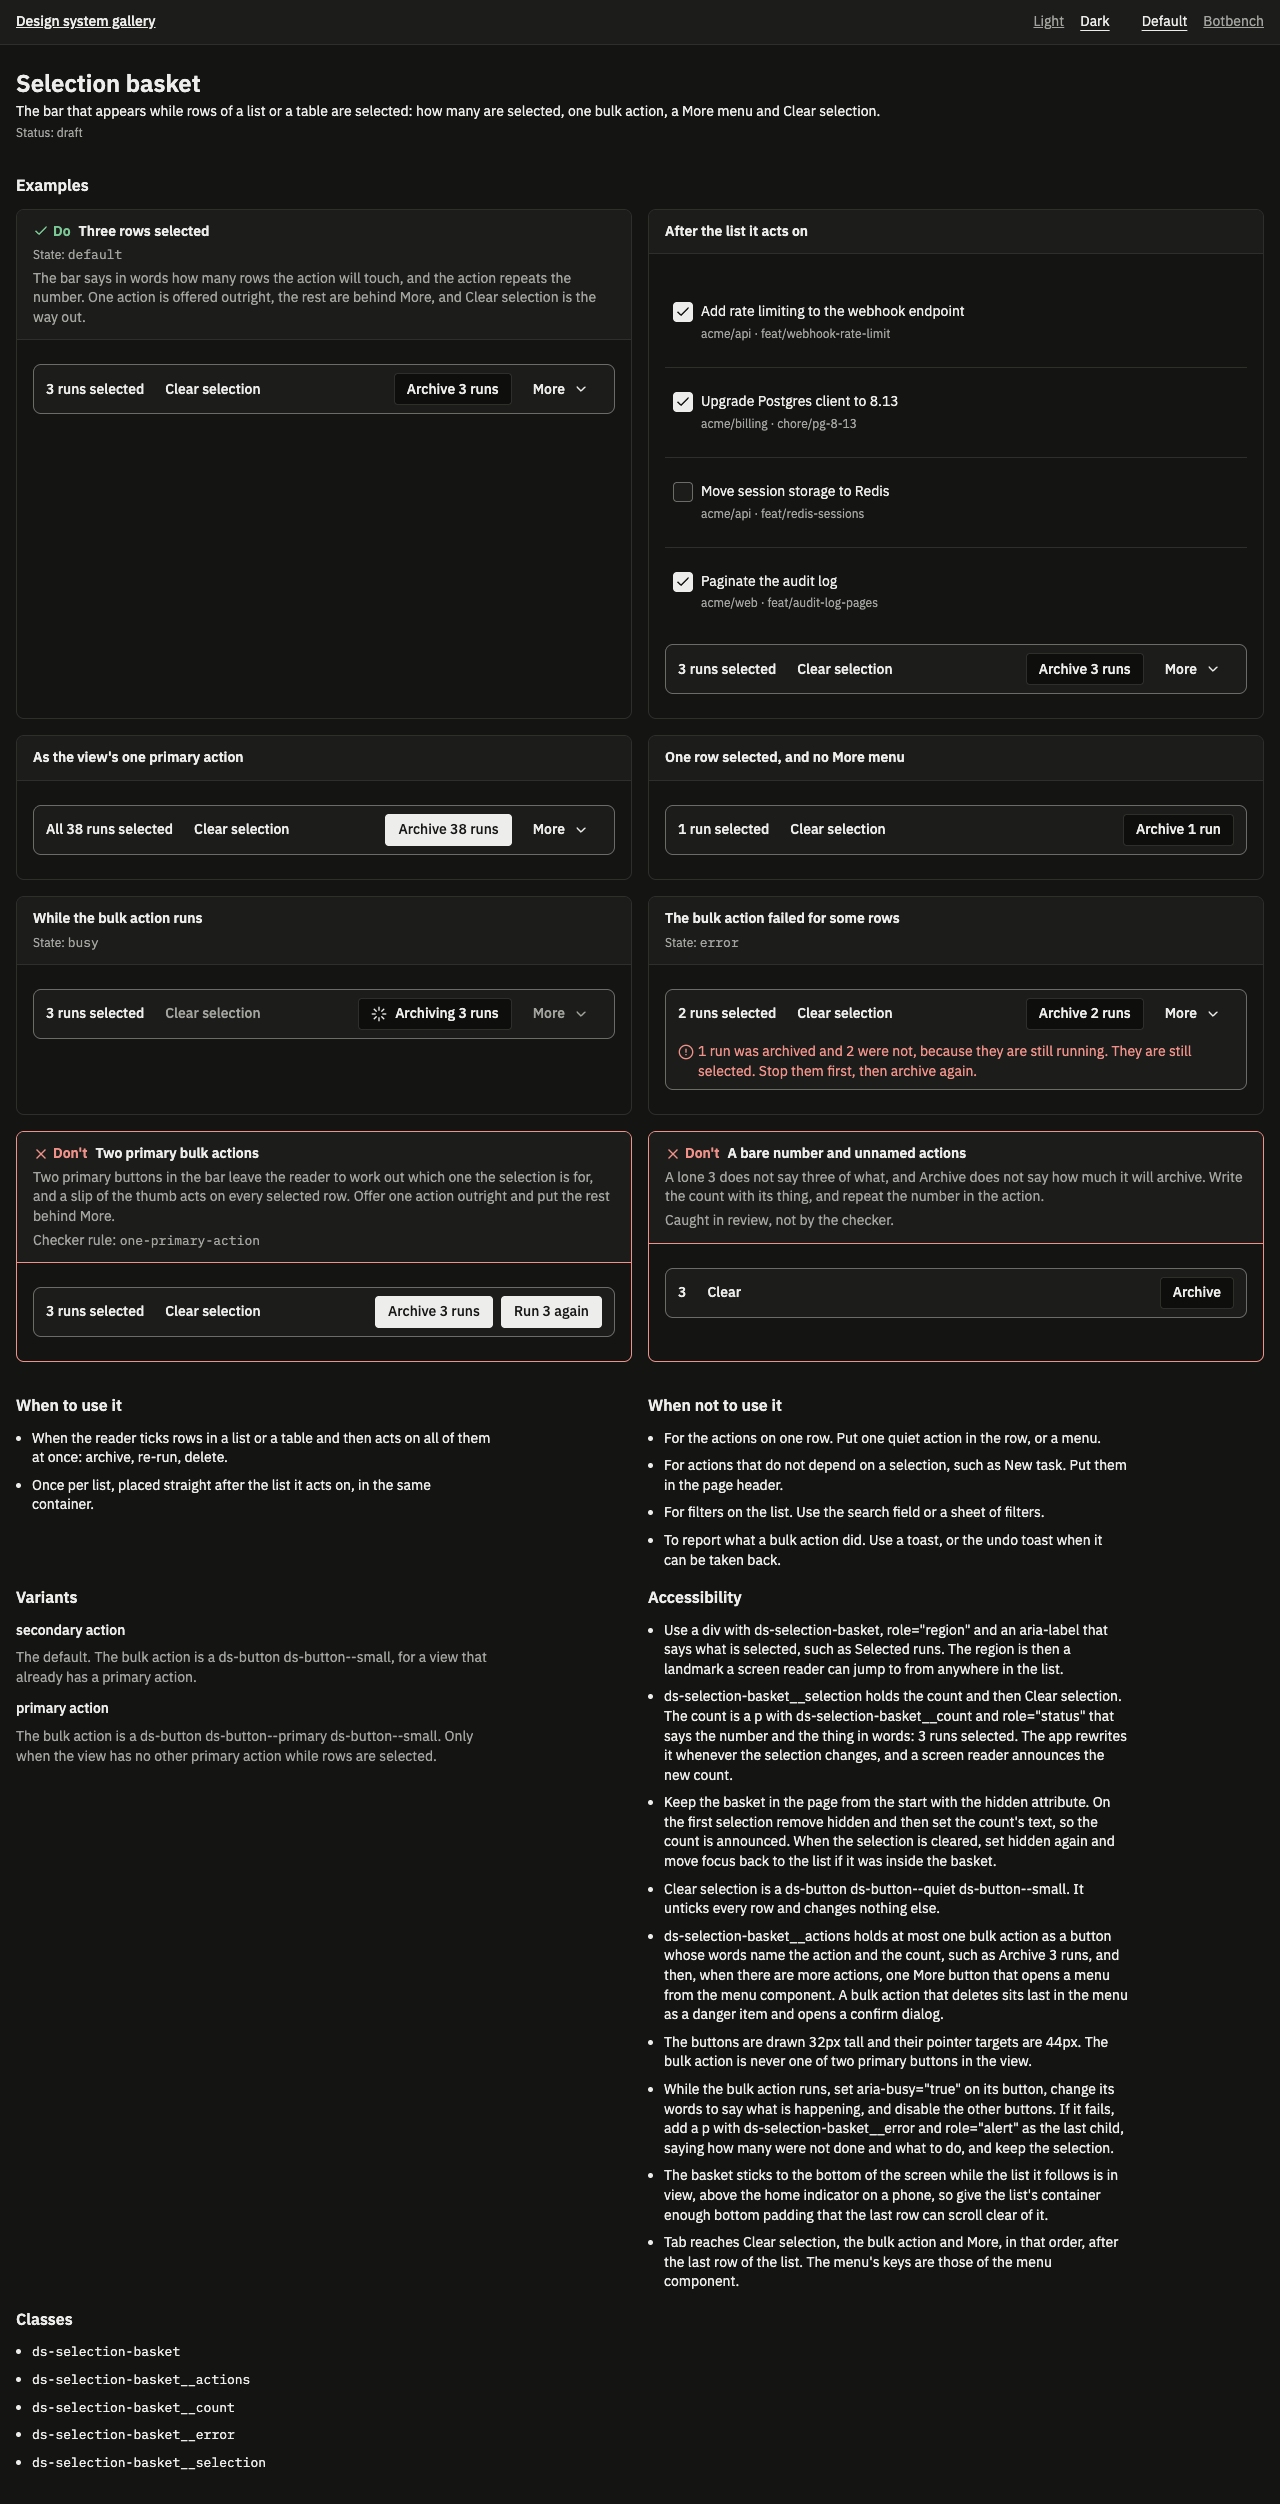 Design system gallery
Light Dark Default Botbench
Selection basket
The bar that appears while rows of a list or a table are selected: how many are selected, one bulk action, a More menu and Clear selection.
Status: draft
Examples
Do Three rows selected
State: default
The bar says in words how many rows the action will touch, and the action repeats the
number. One action is offered outright, the rest are behind More, and Clear selection is the
way out.
3 runs selected Clear selection Archive 3 runs More
After the list it acts on
Add rate limiting to the webhook endpoint
acme/api · feat/webhook-rate-limit
Upgrade Postgres client to 8.13
acme/billing · chore/pg-8-13
Move session storage to Redis
acme/api · feat/redis-sessions
Paginate the audit log
acme/web · feat/audit-log-pages
3 runs selected Clear selection Archive 3 runs More
As the view's one primary action
All 38 runs selected Clear selection Archive 38 runs More
One row selected, and no More menu
1 run selected Clear selection Archive 1 run
While the bulk action runs
State: busy
3 runs selected Clear selection Archiving 3 runs More
The bulk action failed for some rows
State: error
2 runs selected Clear selection Archive 2 runs More
1 run was archived and 2 were not, because they are still running. They are still
selected. Stop them first, then archive again.
Don't Two primary bulk actions
Two primary buttons in the bar leave the reader to work out which one the selection is for,
and a slip of the thumb acts on every selected row. Offer one action outright and put the rest
behind More.
Checker rule: one-primary-action
3 runs selected Clear selection Archive 3 runs Run 3 again
Don't A bare number and unnamed actions
A lone 3 does not say three of what, and Archive does not say how much it will archive. Write
the count with its thing, and repeat the number in the action.
Caught in review, not by the checker.
3 Clear Archive
When to use it
When the reader ticks rows in a list or a table and then acts on all of them
at once: archive, re-run, delete.
Once per list, placed straight after the list it acts on, in the same
container.
When not to use it
For the actions on one row. Put one quiet action in the row, or a menu.
For actions that do not depend on a selection, such as New task. Put them
in the page header.
For filters on the list. Use the search field or a sheet of filters.
To report what a bulk action did. Use a toast, or the undo toast when it
can be taken back.
Variants
secondary action
The default. The bulk action is a ds-button ds-button--small, for a view that
already has a primary action.
primary action
The bulk action is a ds-button ds-button--primary ds-button--small. Only
when the view has no other primary action while rows are selected.
Accessibility
Use a div with ds-selection-basket, role="region" and an aria-label that
says what is selected, such as Selected runs. The region is then a
landmark a screen reader can jump to from anywhere in the list.
ds-selection-basket__selection holds the count and then Clear selection.
The count is a p with ds-selection-basket__count and role="status" that
says the number and the thing in words: 3 runs selected. The app rewrites
it whenever the selection changes, and a screen reader announces the
new count.
Keep the basket in the page from the start with the hidden attribute. On
the first selection remove hidden and then set the count's text, so the
count is announced. When the selection is cleared, set hidden again and
move focus back to the list if it was inside the basket.
Clear selection is a ds-button ds-button--quiet ds-button--small. It
unticks every row and changes nothing else.
ds-selection-basket__actions holds at most one bulk action as a button
whose words name the action and the count, such as Archive 3 runs, and
then, when there are more actions, one More button that opens a menu
from the menu component. A bulk action that deletes sits last in the menu
as a danger item and opens a confirm dialog.
The buttons are drawn 32px tall and their pointer targets are 44px. The
bulk action is never one of two primary buttons in the view.
While the bulk action runs, set aria-busy="true" on its button, change its
words to say what is happening, and disable the other buttons. If it fails,
add a p with ds-selection-basket__error and role="alert" as the last child,
saying how many were not done and what to do, and keep the selection.
The basket sticks to the bottom of the screen while the list it follows is in
view, above the home indicator on a phone, so give the list's container
enough bottom padding that the last row can scroll clear of it.
Tab reaches Clear selection, the bulk action and More, in that order, after
the last row of the list. The menu's keys are those of the menu
component.
Classes
ds-selection-basket
ds-selection-basket__actions
ds-selection-basket__count
ds-selection-basket__error
ds-selection-basket__selection